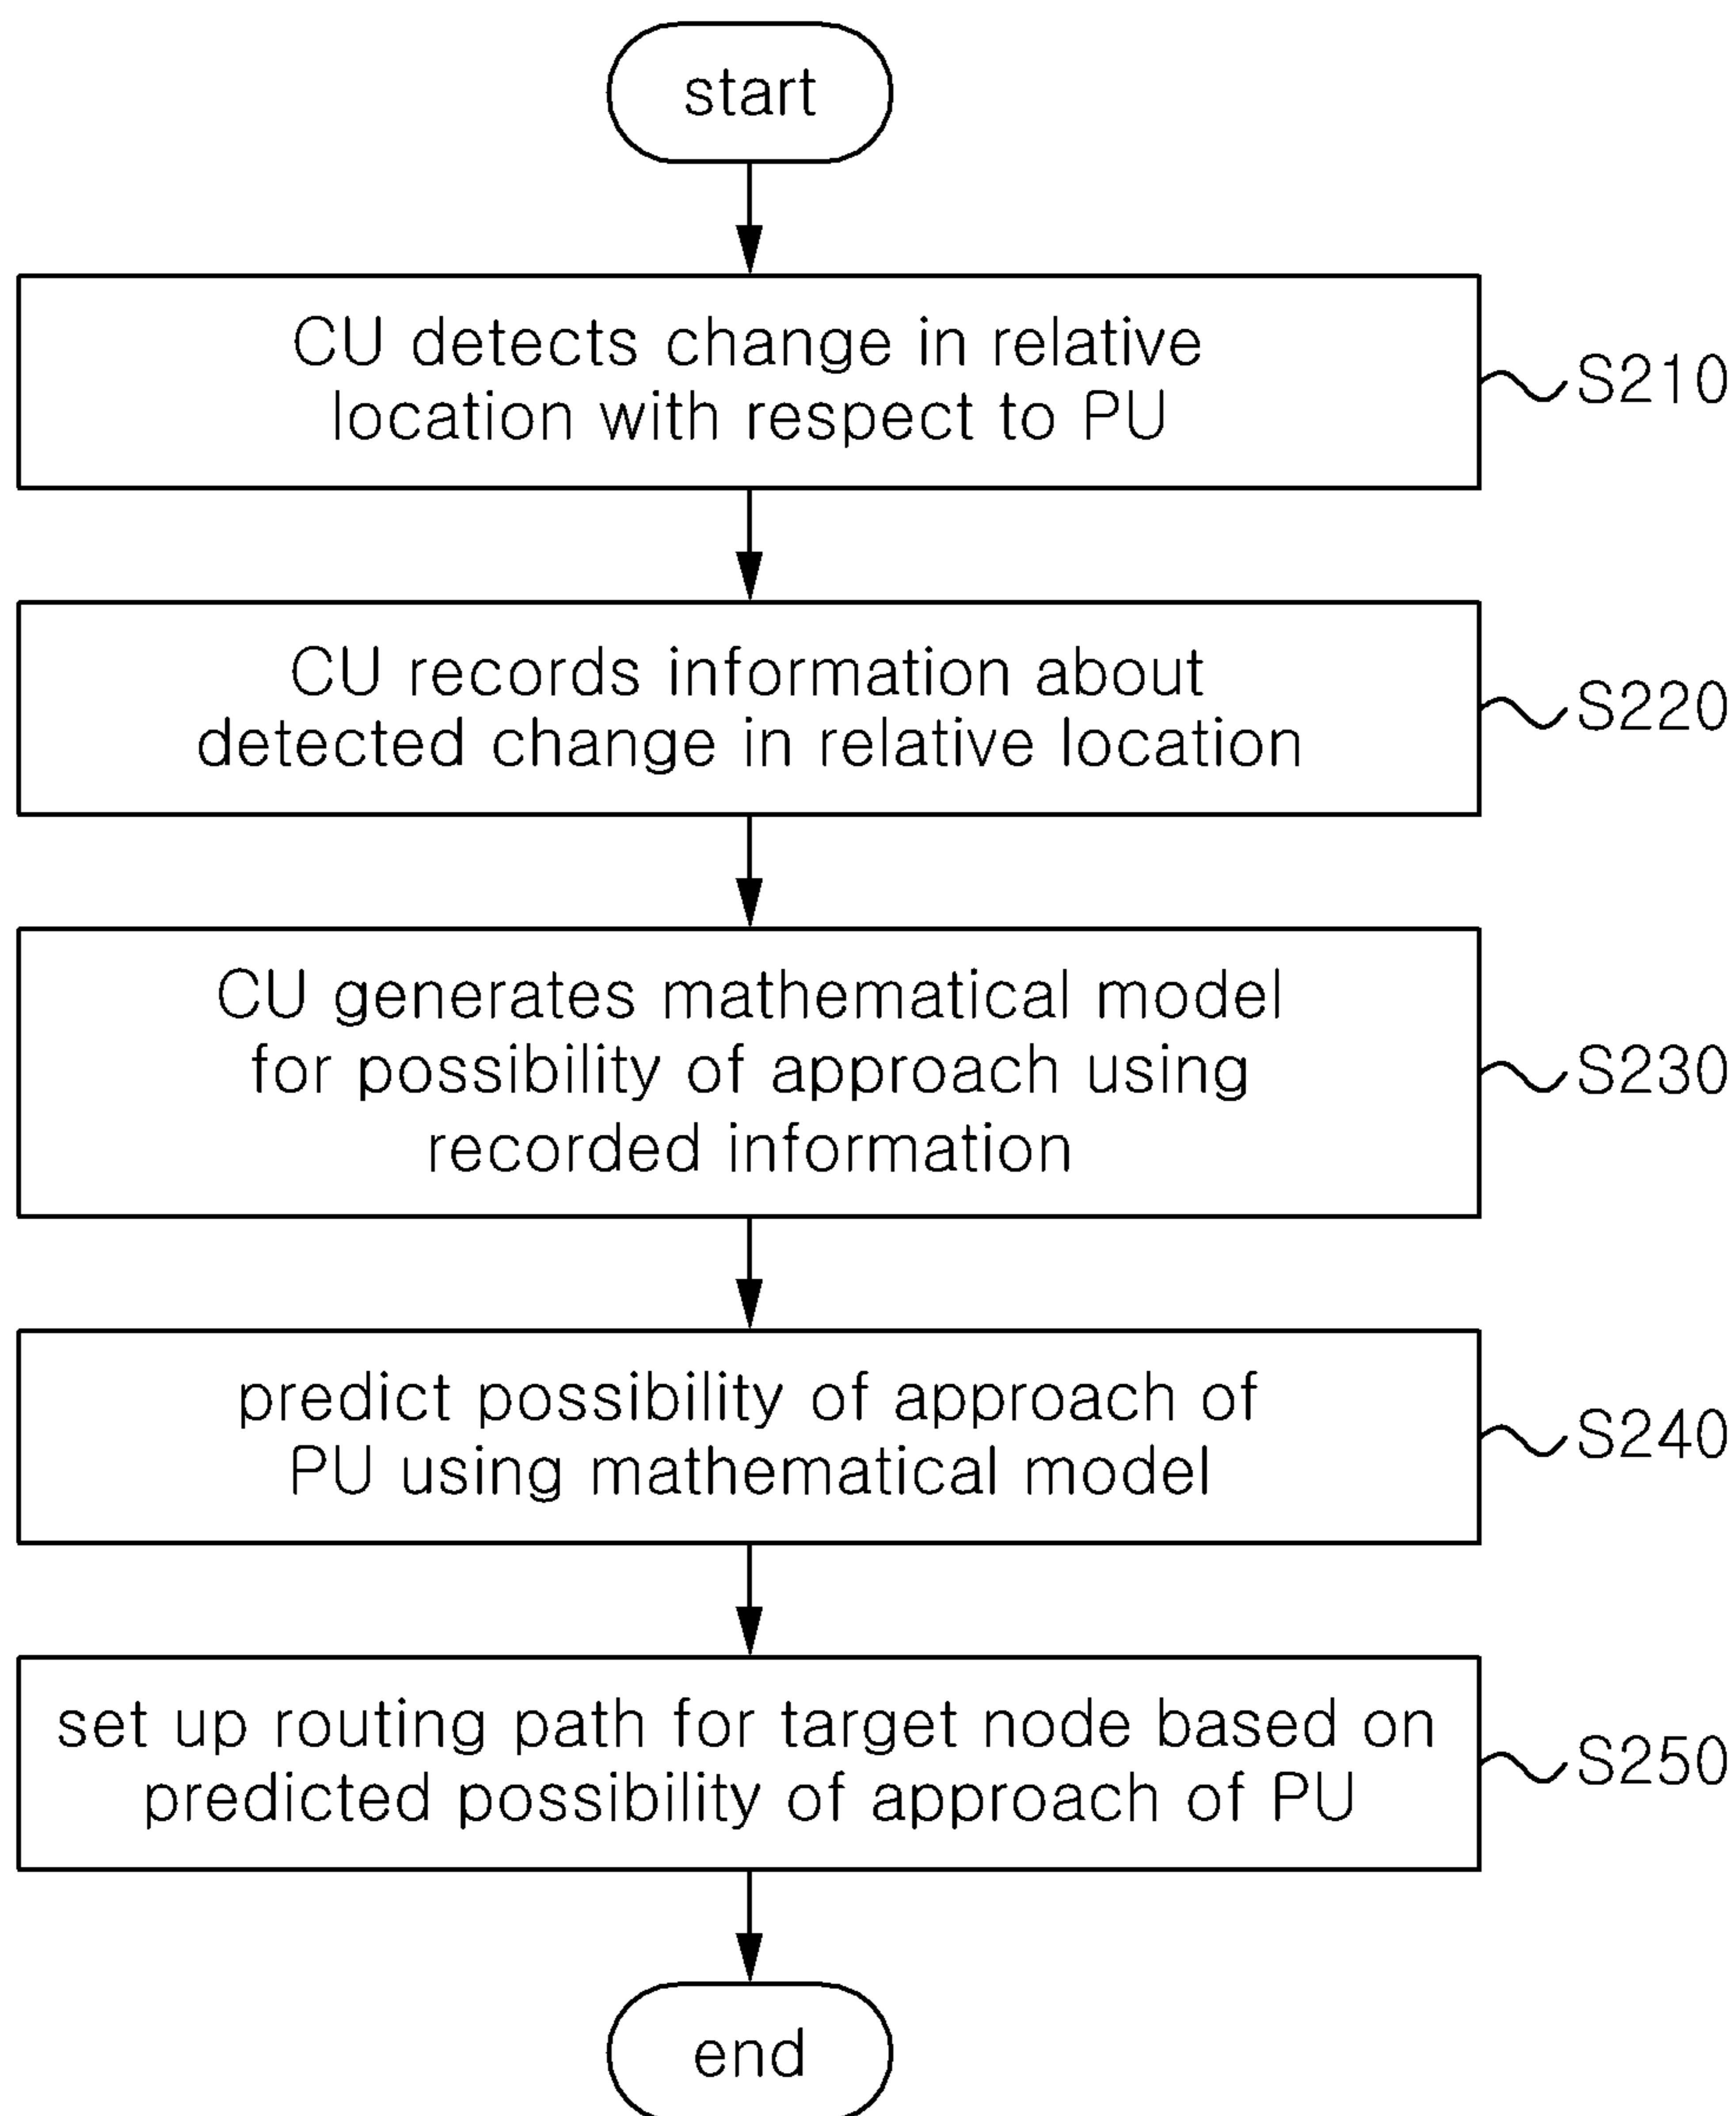 start
CU detects change in relative
location with respect to PU
S210
CU records information about
detected change in relative location
S220
CU generates mathematical model
for possibility of approach using
recorded information
S230
predict possibility of approach of
PU using mathematical model
S240
set up routing path for target node based on
predicted possibility of approach of PU
S250
end